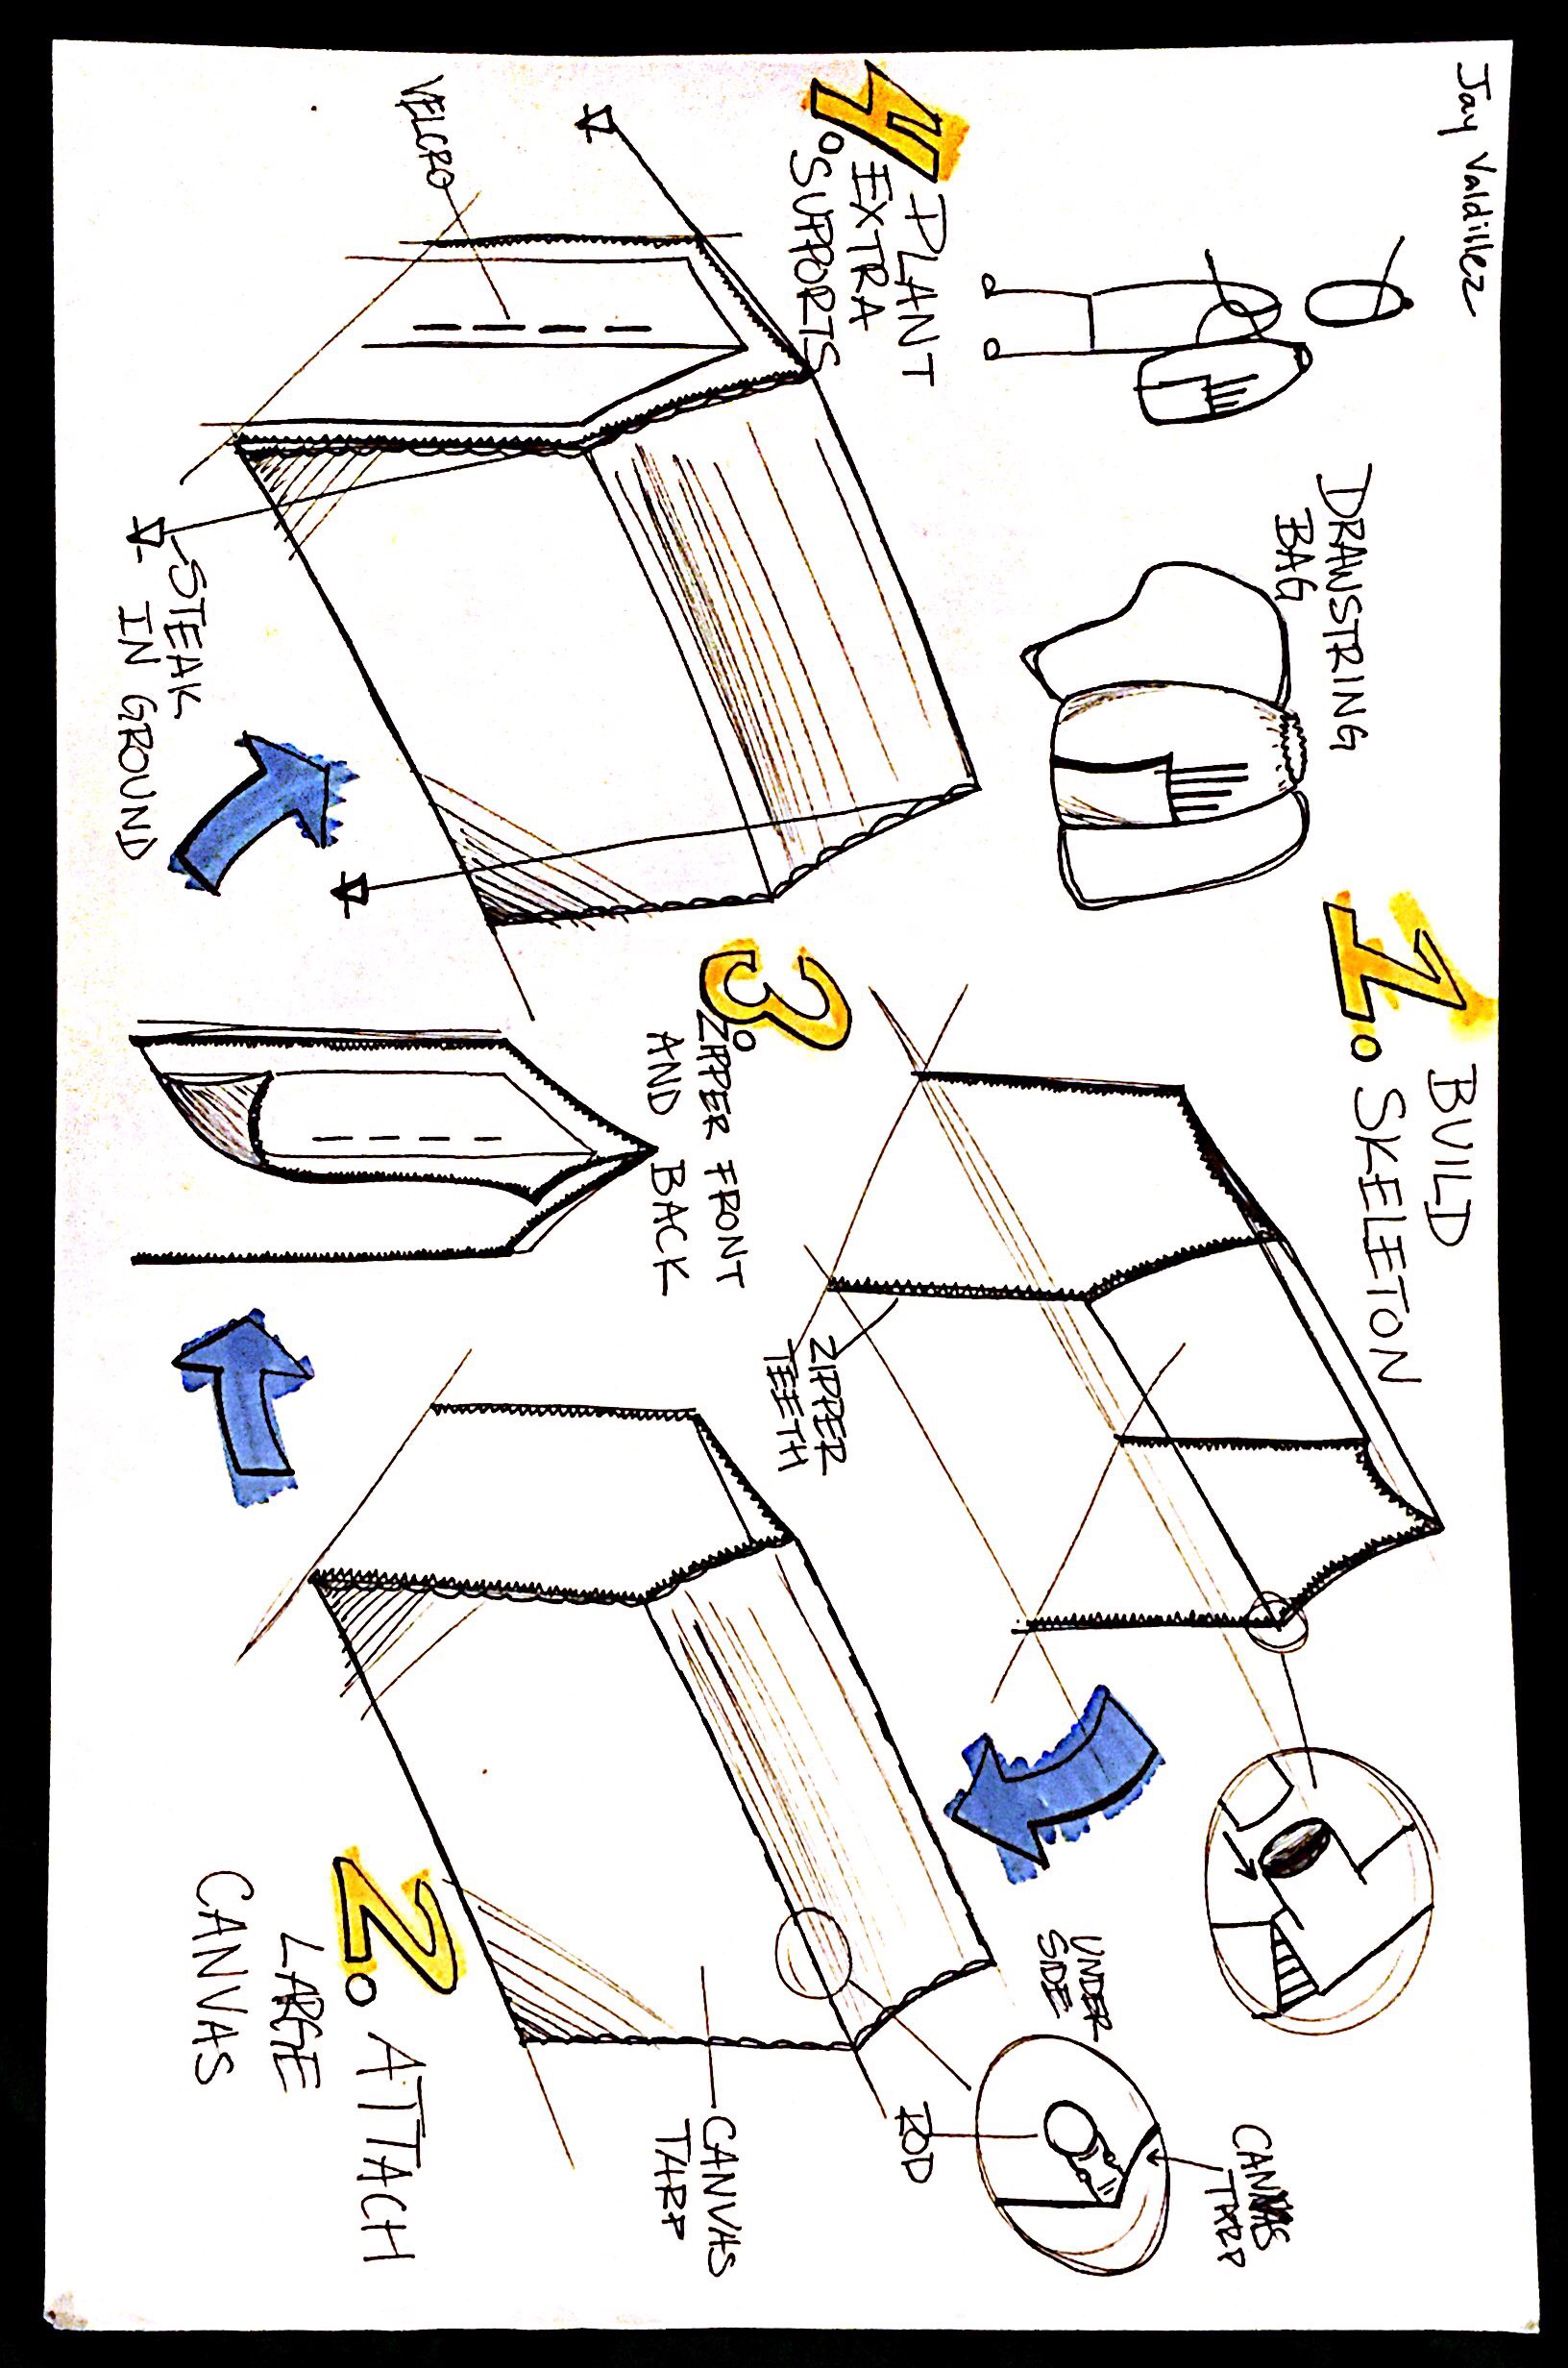 Jay Valdillez
DRAWSTRING
BAG
1. BUILD
SKELETON
ZIPPER
TEETH
2. ATTACH
LARGE
CANVAS
UNDER
SIDE
CANVAS
TARP
ROD
CANVAS
TARP
3. ZIPPER FRONT
AND BACK
4. PLANT
EXTRA
SUPPORTS
VELCRO
STEAK
IN GROUND